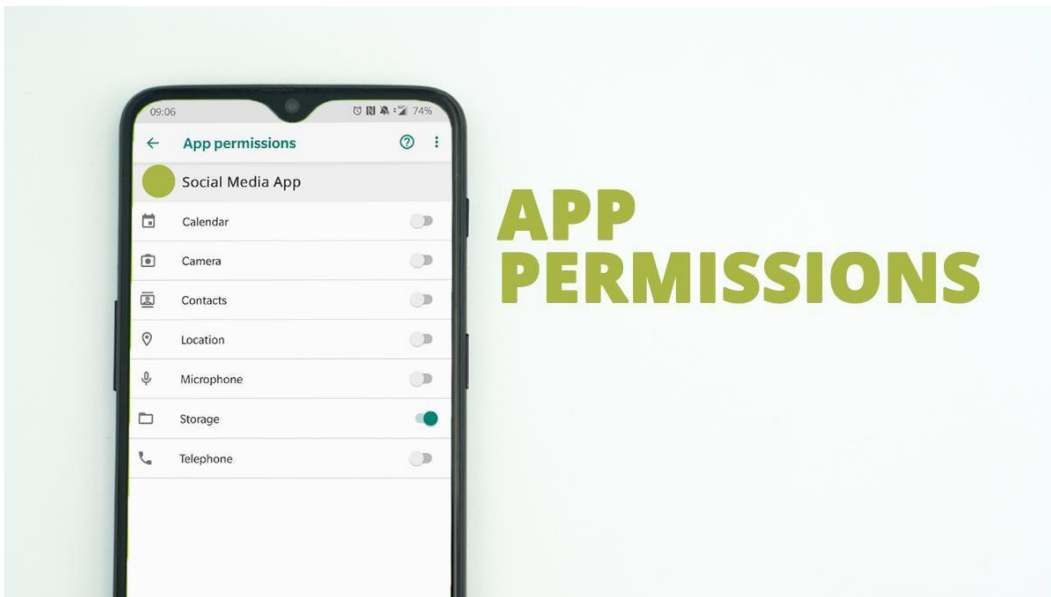 09:06
74%
App permissions
Social Media App
Calendar
Camera
Contacts
Location
Microphone
Storage
Telephone
APP
PERMISSIONS